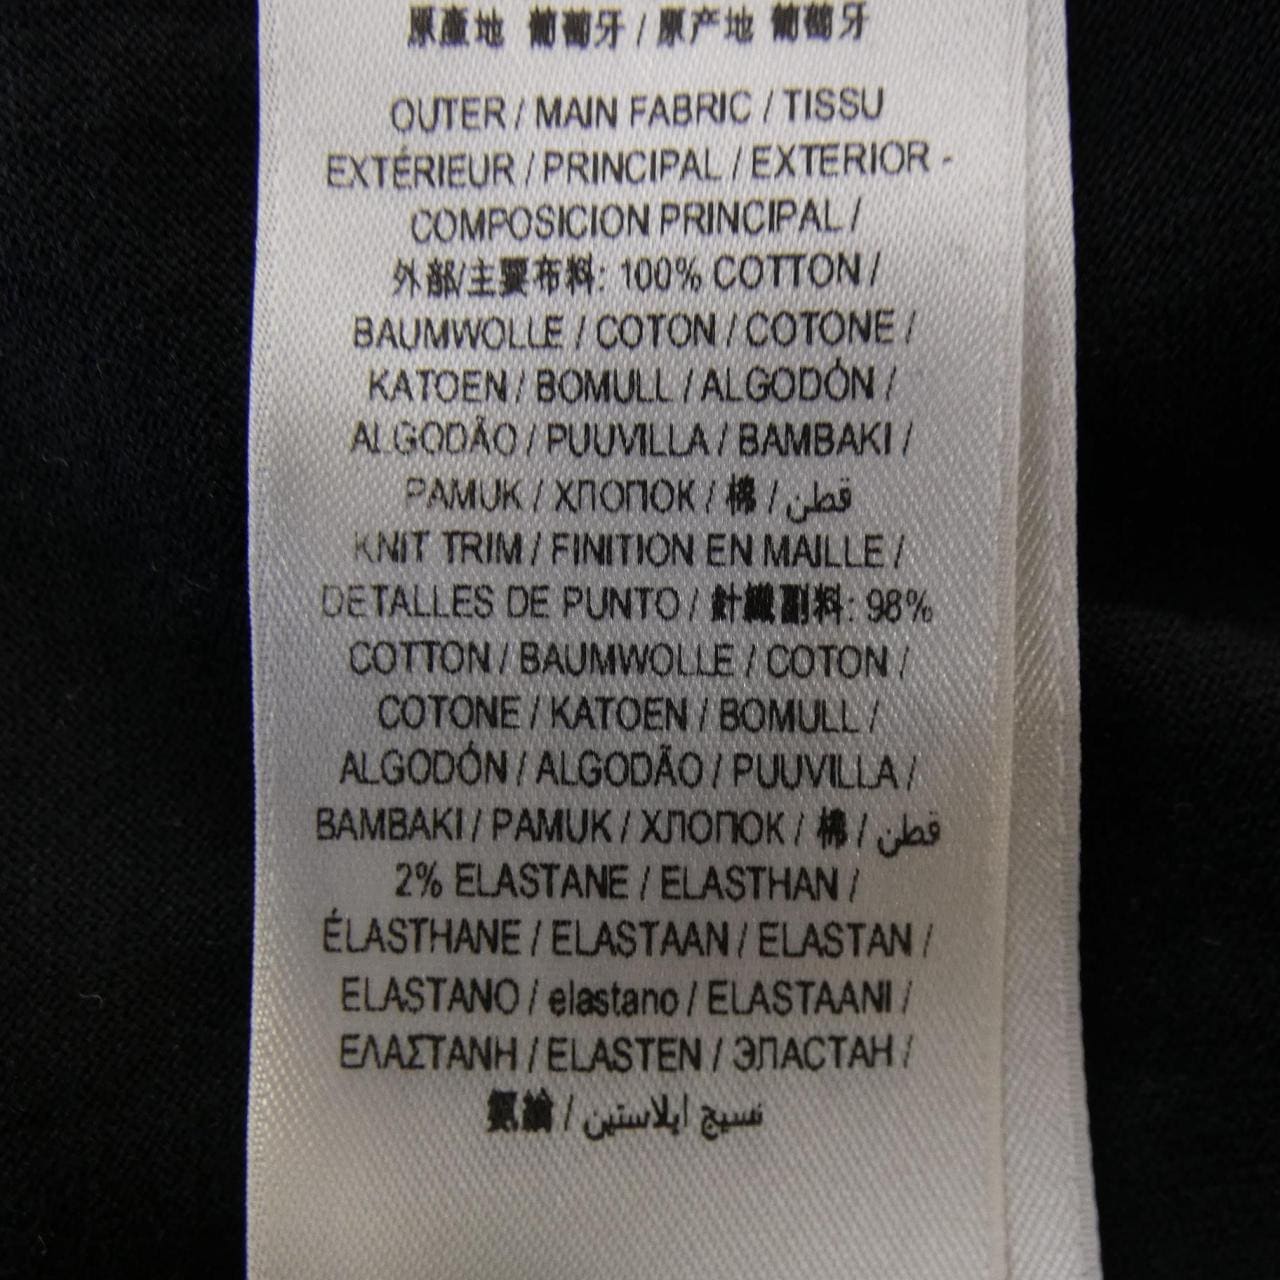 原產地 葡萄牙 / 原产地 葡萄牙
OUTER / MAIN FABRIC / TISSU
EXTÉRIEUR / PRINCIPAL / EXTERIOR -
COMPOSICION PRINCIPAL /
外部/主要布料: 100% COTTON /
BAUMWOLLE / COTON / COTONE /
KATOEN / BOMULL / ALGODÓN /
ALGODÃO / PUUVILLA / BAMBAKI /
PAMUK / ХЛОПОК / 棉 / قطن
KNIT TRIM / FINITION EN MAILLE /
DETALLES DE PUNTO / 針織副料: 98%
COTTON / BAUMWOLLE / COTON /
COTONE / KATOEN / BOMULL /
ALGODÓN / ALGODÃO / PUUVILLA /
BAMBAKI / PAMUK / ХЛОПОК / 棉 / قطن
2% ELASTANE / ELASTHAN /
ÉLASTHANE / ELASTAAN / ELASTAN /
ELASTANO / elastano / ELASTAANI /
ΕΛΑΣΤΑΝΗ / ELASTEN / ЭЛАСТАН /
氨綸 / نسيج ايلاستين